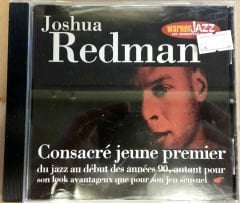 Joshua
Redman
warner JAZZ
Consacré jeune premier
du jazz au début des années 90, autant pour
son look avantageux que pour son jeu sensuel